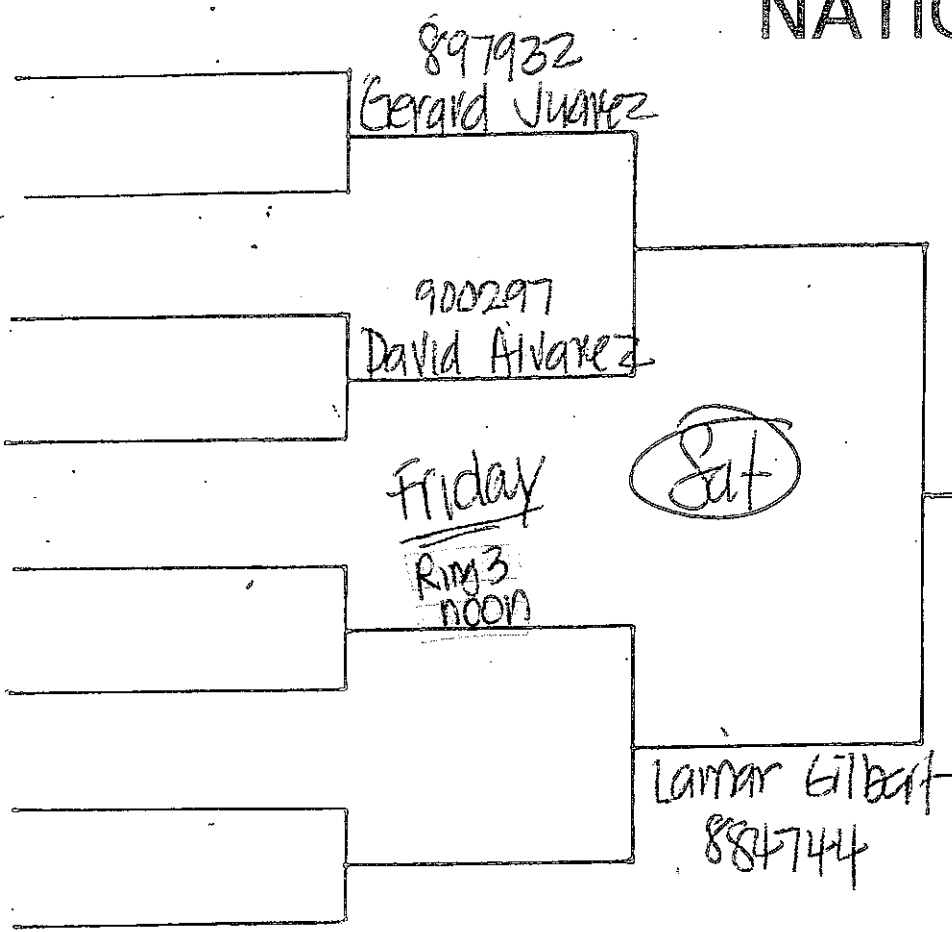 NATIO
897932
Gerard Juarez
900297
David Alvarez
Friday
Sat
Ring 3
noon
Lamar Gilbert
884744